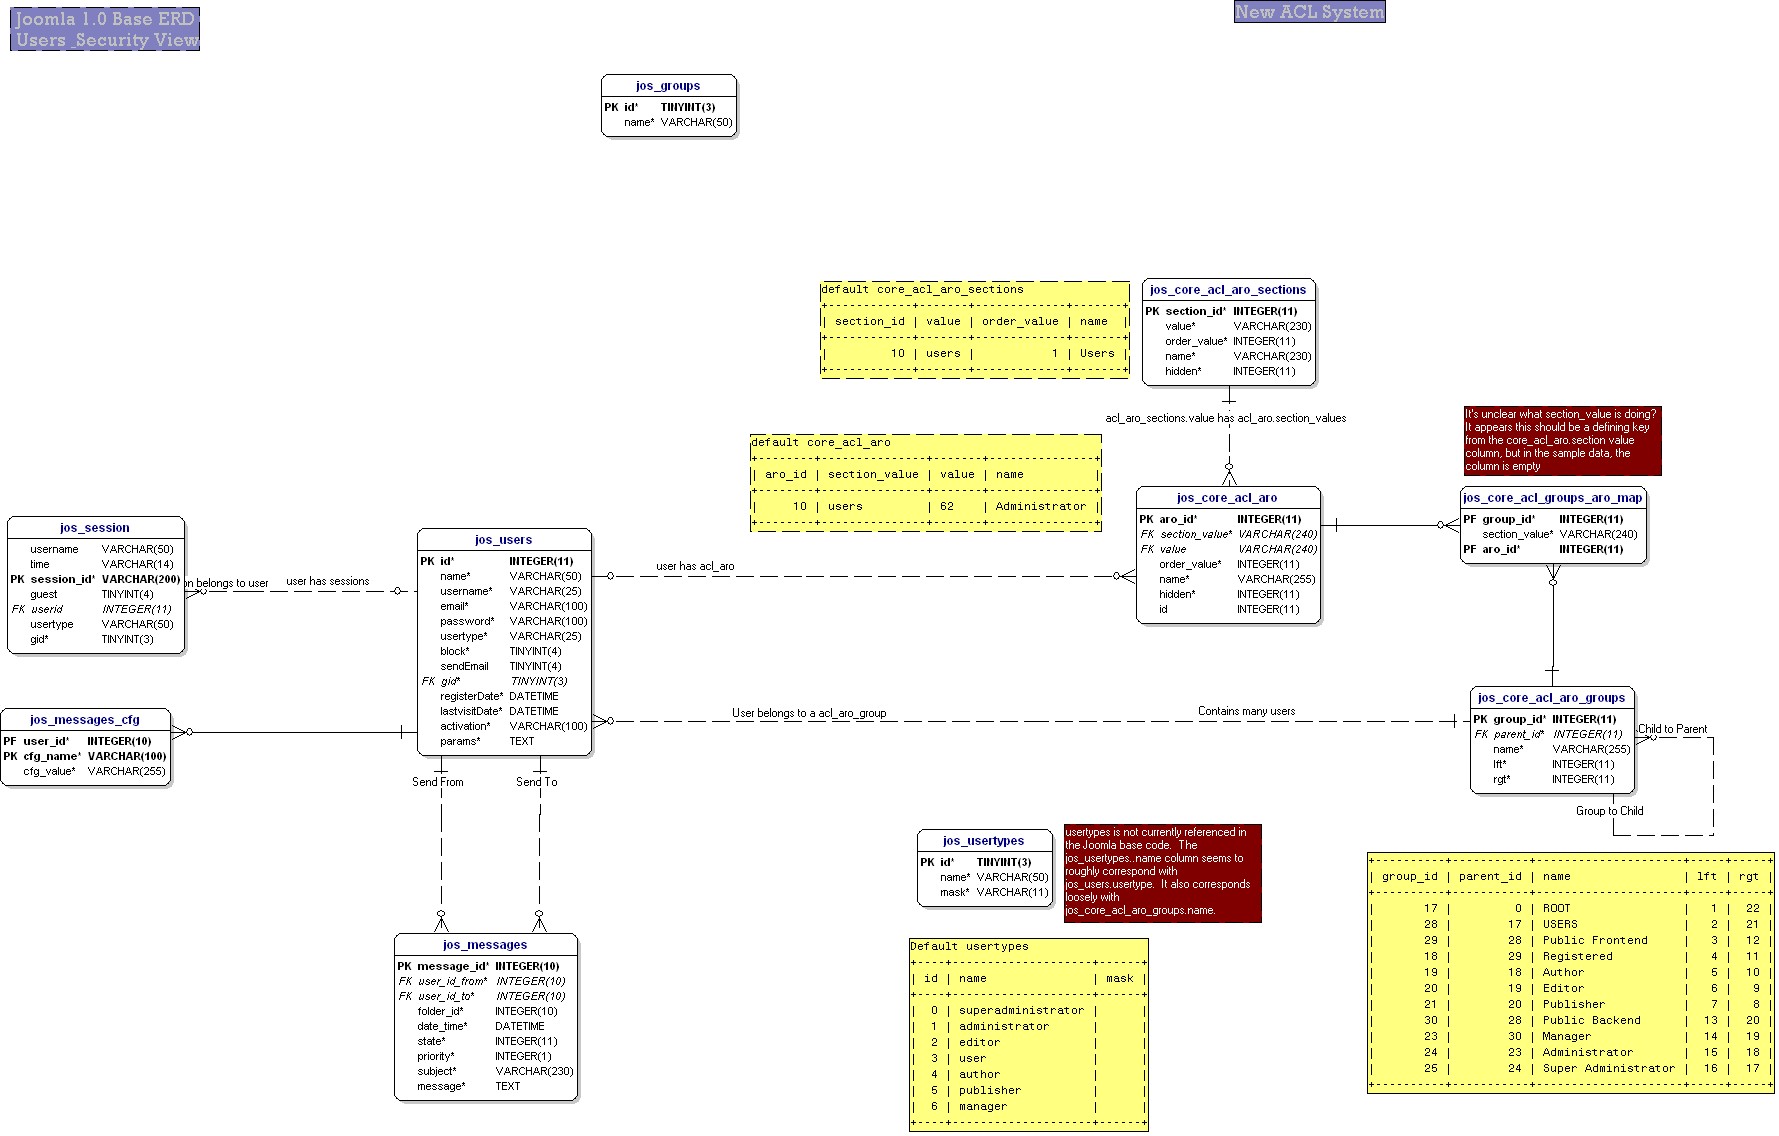 Joomla 1.0 Base ERD
Users_Security View
New ACL System
jos_groups
PK id* TINYINT(3)
name* VARCHAR(50)
default core_acl_aro_sections
+------------+-------+-------------+-------+
| section_id | value | order_value | name |
+------------+-------+-------------+-------+
| 10 | users | 1 | Users |
+------------+-------+-------------+-------+
jos_core_acl_aro_sections
PK section_id* INTEGER(11)
value* VARCHAR(230)
order_value* INTEGER(11)
name* VARCHAR(230)
hidden* INTEGER(11)
acl_aro_sections.value has acl_aro.section_values
default core_acl_aro
+--------+---------------+-------+---------------+
| aro_id | section_value | value | name |
+--------+---------------+-------+---------------+
| 10 | users | 62 | Administrator |
+--------+---------------+-------+---------------+
It's unclear what section_value is doing?
It appears this should be a defining key
from the core_acl_aro.section value
column, but in the sample data, the
column is empty
jos_core_acl_aro
PK aro_id* INTEGER(11)
FK section_value* VARCHAR(240)
FK value VARCHAR(240)
order_value* INTEGER(11)
name* VARCHAR(255)
hidden* INTEGER(11)
id INTEGER(11)
jos_core_acl_groups_aro_map
PF group_id* INTEGER(11)
section_value* VARCHAR(240)
PF aro_id* INTEGER(11)
jos_session
username VARCHAR(50)
time VARCHAR(14)
PK session_id* VARCHAR(200)
guest TINYINT(4)
FK userid INTEGER(11)
usertype VARCHAR(50)
gid* TINYINT(3)
on belongs to user
user has sessions
jos_users
PK id* INTEGER(11)
name* VARCHAR(50)
username* VARCHAR(25)
email* VARCHAR(100)
password* VARCHAR(100)
usertype* VARCHAR(25)
block* TINYINT(4)
sendEmail TINYINT(4)
FK gid* TINYINT(3)
registerDate* DATETIME
lastvisitDate* DATETIME
activation* VARCHAR(100)
params* TEXT
user has acl_aro
User belongs to a acl_aro_group
Contains many users
jos_messages_cfg
PF user_id* INTEGER(10)
PK cfg_name* VARCHAR(100)
cfg_value* VARCHAR(255)
jos_core_acl_aro_groups
PK group_id* INTEGER(11)
FK parent_id* INTEGER(11)
name* VARCHAR(255)
lft* INTEGER(11)
rgt* INTEGER(11)
Child to Parent
Group to Child
Send From
Send To
jos_messages
PK message_id* INTEGER(10)
FK user_id_from* INTEGER(10)
FK user_id_to* INTEGER(10)
folder_id* INTEGER(10)
date_time* DATETIME
state* INTEGER(11)
priority* INTEGER(1)
subject* VARCHAR(230)
message* TEXT
jos_usertypes
PK id* TINYINT(3)
name* VARCHAR(50)
mask* VARCHAR(11)
usertypes is not currently referenced in
the Joomla base code. The
jos_usertypes..name column seems to
roughly correspond with
jos_users.usertype. It also corresponds
loosely with
jos_core_acl_aro_groups.name.
Default usertypes
+----+--------------------+------+
| id | name | mask |
+----+--------------------+------+
| 0 | superadministrator | |
| 1 | administrator | |
| 2 | editor | |
| 3 | user | |
| 4 | author | |
| 5 | publisher | |
| 6 | manager | |
+----+--------------------+------+
+----------+-----------+---------------------+-----+-----+
| group_id | parent_id | name | lft | rgt |
+----------+-----------+---------------------+-----+-----+
| 17 | 0 | ROOT | 1 | 22 |
| 28 | 17 | USERS | 2 | 21 |
| 29 | 28 | Public Frontend | 3 | 12 |
| 18 | 29 | Registered | 4 | 11 |
| 19 | 18 | Author | 5 | 10 |
| 20 | 19 | Editor | 6 | 9 |
| 21 | 20 | Publisher | 7 | 8 |
| 30 | 28 | Public Backend | 13 | 20 |
| 23 | 30 | Manager | 14 | 19 |
| 24 | 23 | Administrator | 15 | 18 |
| 25 | 24 | Super Administrator | 16 | 17 |
+----------+-----------+---------------------+-----+-----+